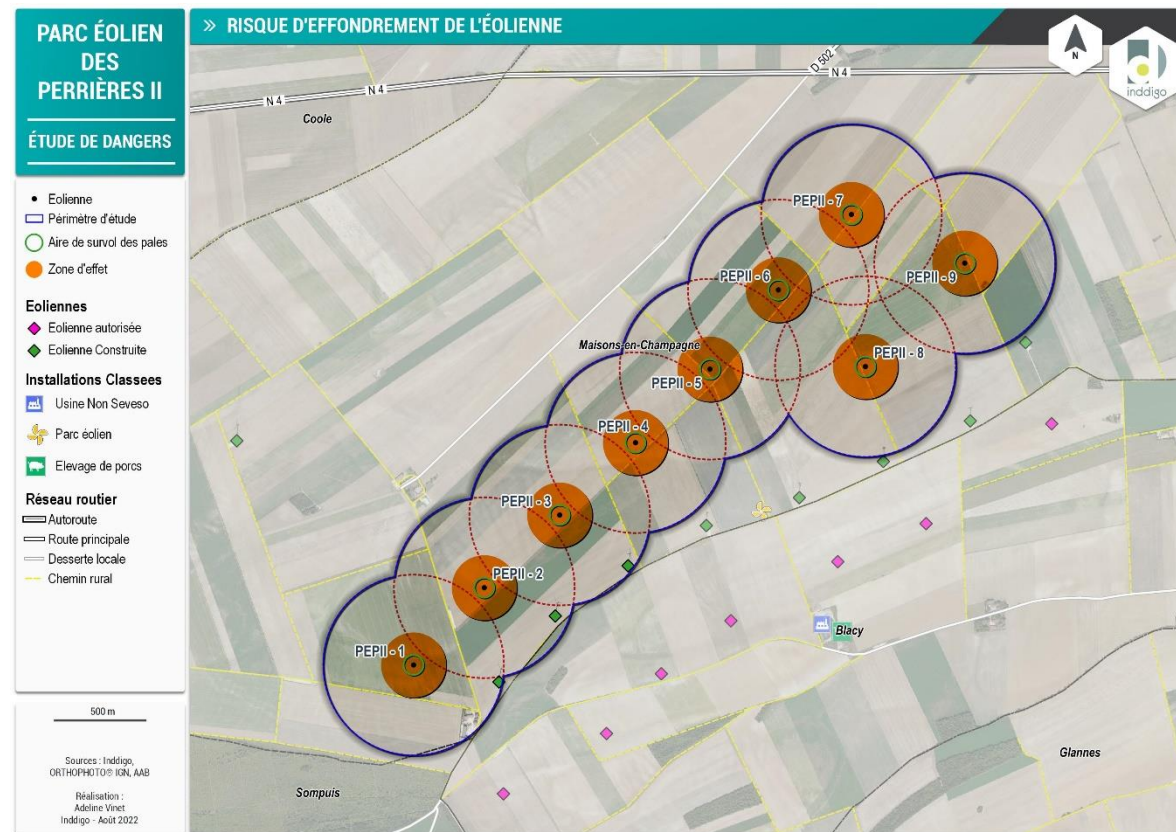 PARC ÉOLIEN
DES
PERRIÈRES II
ÉTUDE DE DANGERS
» RISQUE D'EFFONDREMENT DE L'ÉOLIENNE
N
inddigo
Eolienne
Périmètre d'étude
Aire de survol des pales
Zone d'effet
Eoliennes
Eolienne autorisée
Eolienne Construite
Installations Classees
Usine Non Seveso
Parc éolien
Elevage de porcs
Réseau routier
Autoroute
Route principale
Desserte locale
Chemin rural
500 m
Sources : Inddigo,
ORTHOPHOTO® IGN, AAB
Réalisation :
Adeline Vinet
Inddigo - Août 2022
D 502
N 4
N 4
N 4
Coole
PEPII - 7
PEPII - 9
PEPII - 6
Maisons-en-Champagne
PEPII - 8
PEPII - 5
PEPII - 4
PEPII - 3
PEPII - 2
PEPII - 1
Blacy
Glannes
Sompuis